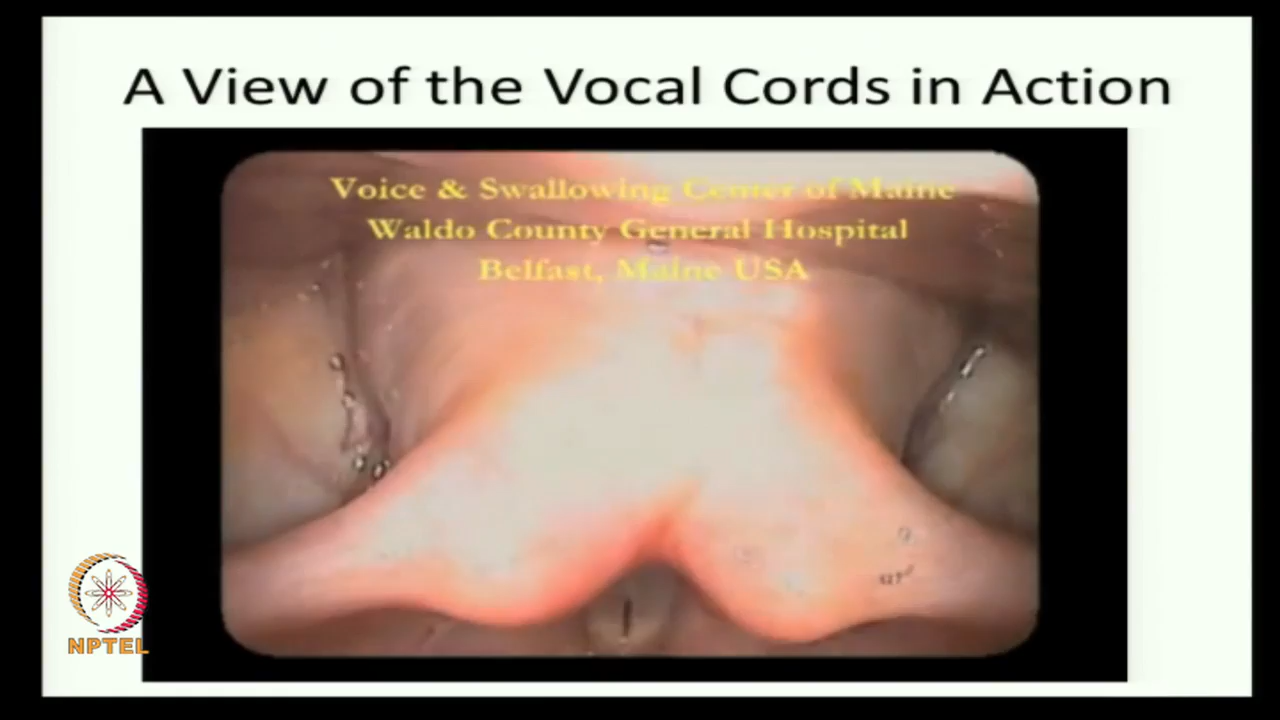 A View of the Vocal Cords in Action
Voice & Swallowing Center of Maine
Waldo County General Hospital
Belfast, Maine USA
NPTEL